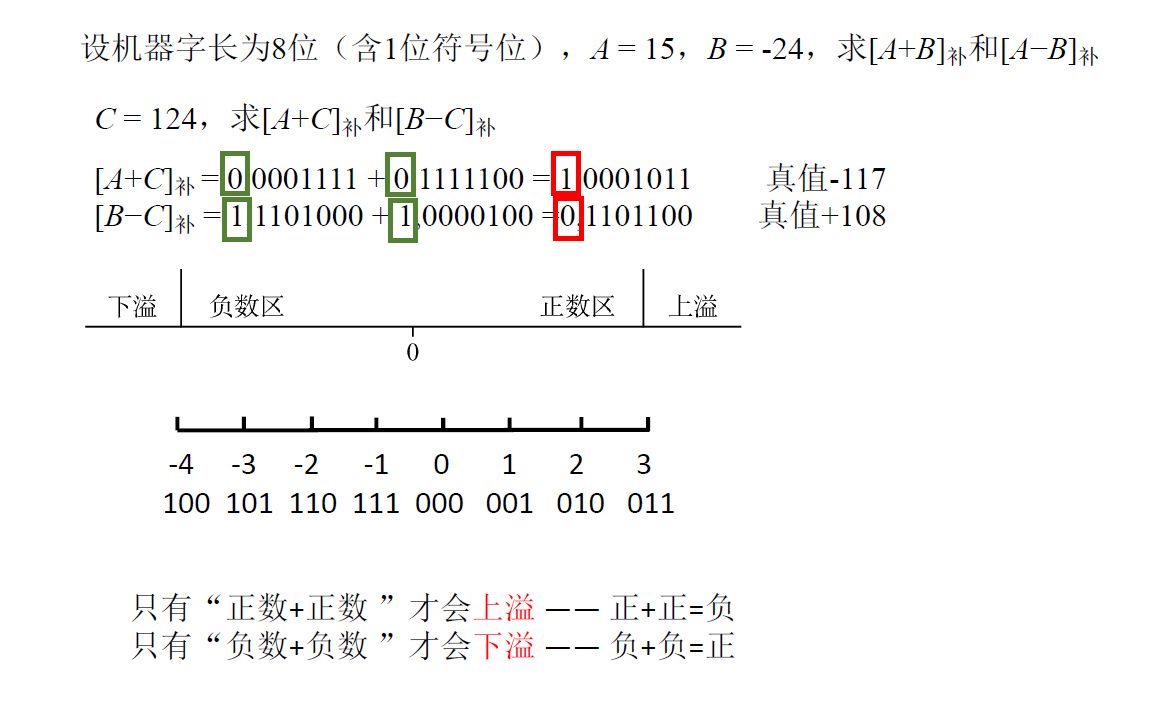 设机器字长为8位（含1位符号位），A = 15，B = -24，求[A+B]补和[A−B]补
C = 124，求[A+C]补和[B−C]补
[A+C]补 = 0,0001111 + 0,1111100 = 1,0001011 真值-117
[B−C]补 = 1,1101000 + 1,0000100 =0,1101100 真值+108
下溢 负数区 正数区 上溢
0
-4 -3 -2 -1 0 1 2 3
100 101 110 111 000 001 010 011
只有“正数+正数 ”才会上溢 —— 正+正=负
只有“负数+负数 ”才会下溢 —— 负+负=正